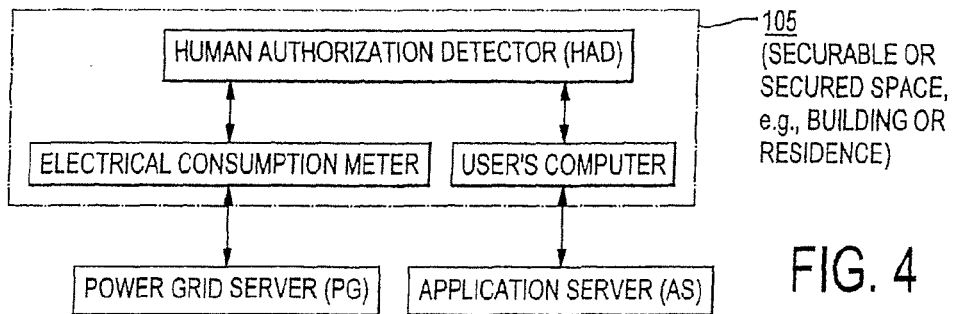 105
(SECURABLE OR
SECURED SPACE,
e.g., BUILDING OR
RESIDENCE)
HUMAN AUTHORIZATION DETECTOR (HAD)
ELECTRICAL CONSUMPTION METER
USER'S COMPUTER
POWER GRID SERVER (PG)
APPLICATION SERVER (AS)
FIG. 4